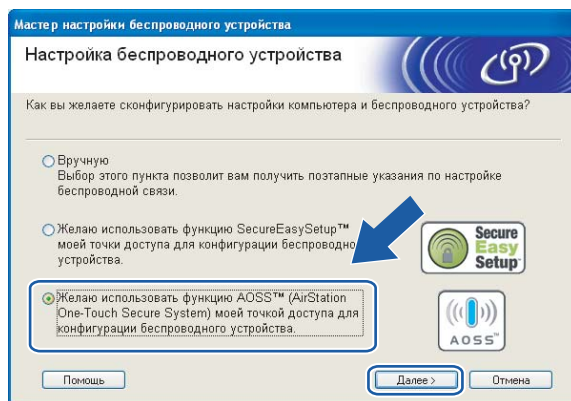 Мастер настройки беспроводного устройства
Настройка беспроводного устройства
Как вы желаете сконфигурировать настройки компьютера и беспроводного устройства?
Вручную
Выбор этого пункта позволит вам получить поэтапные указания по настройке
беспроводной связи.
Желаю использовать функцию SecureEasySetup™
моей точки доступа для конфигурации беспроводно
устройства.
Secure
Easy
Setup
Желаю использовать функцию AOSS™ (AirStation
One-Touch Secure System) моей точкой доступа для
конфигурации беспроводного устройства.
AOSS™
Помощь
Далее >
Отмена